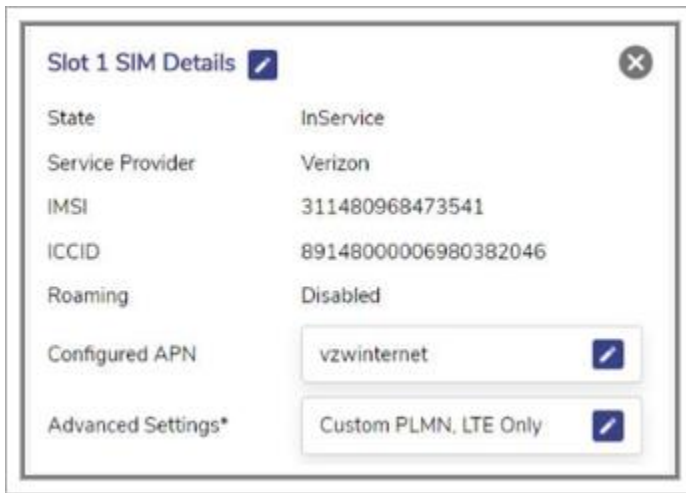 Slot 1 SIM Details
State InService
Service Provider Verizon
IMSI 311480968473541
ICCID 89148000006980382046
Roaming Disabled
Configured APN vzwinternet
Advanced Settings* Custom PLMN, LTE Only